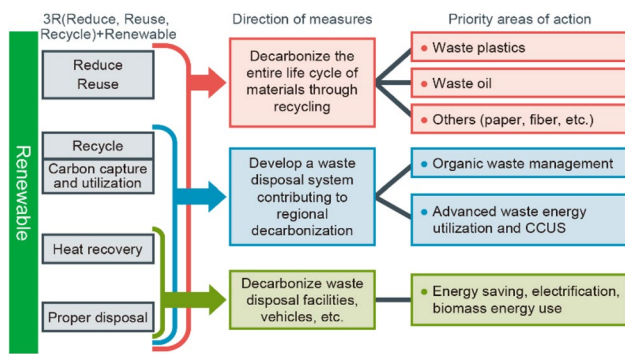 3R(Reduce, Reuse,
Recycle)+Renewable
Direction of measures
Priority areas of action
Renewable
Reduce
Reuse
Recycle
Carbon capture
and utilization
Heat recovery
Proper disposal
Decarbonize the
entire life cycle of
materials through
recycling
Develop a waste
disposal system
contributing to
regional
decarbonization
Decarbonize waste
disposal facilities,
vehicles, etc.
• Waste plastics
• Waste oil
• Others (paper, fiber, etc.)
• Organic waste management
• Advanced waste energy
utilization and CCUS
• Energy saving, electrification,
biomass energy use